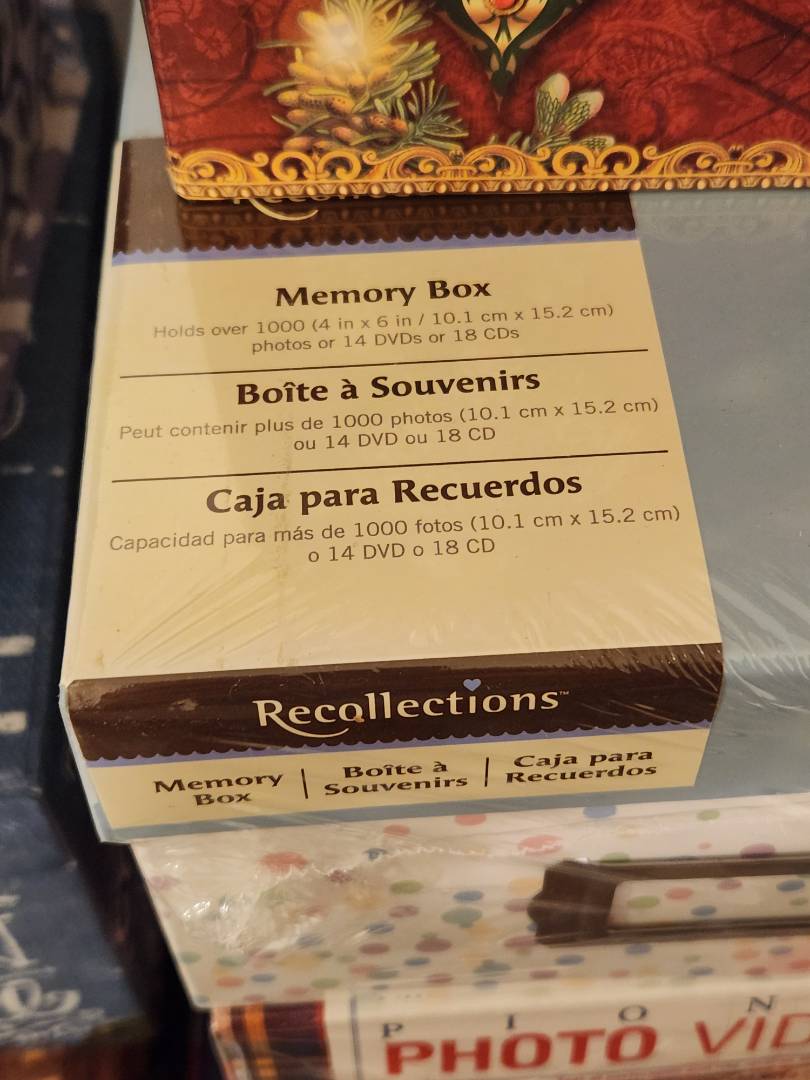 Memory Box
Holds over 1000 (4 in x 6 in / 10.1 cm x 15.2 cm)
photos or 14 DVDs or 18 CDs
Boîte à Souvenirs
Peut contenir plus de 1000 photos (10.1 cm x 15.2 cm)
ou 14 DVD ou 18 CD
Caja para Recuerdos
Capacidad para más de 1000 fotos (10.1 cm x 15.2 cm)
o 14 DVD o 18 CD
Recollections™
Memory Box | Boîte à Souvenirs | Caja para Recuerdos
P I O N
PHOTO VID